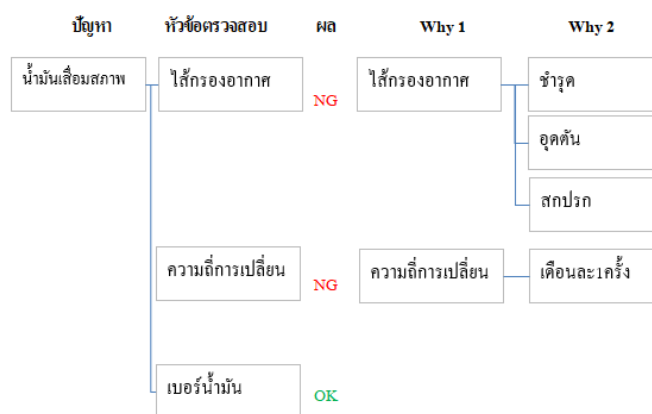 ปัญหา หัวข้อตรวจสอบ ผล Why 1 Why 2
น้ำมันเสื่อมสภาพ ไส้กรองอากาศ NG ไส้กรองอากาศ ชำรุด
อุดตัน
สกปรก
ความถี่การเปลี่ยน NG ความถี่การเปลี่ยน เดือนละ1ครั้ง
เบอร์น้ำมัน OK